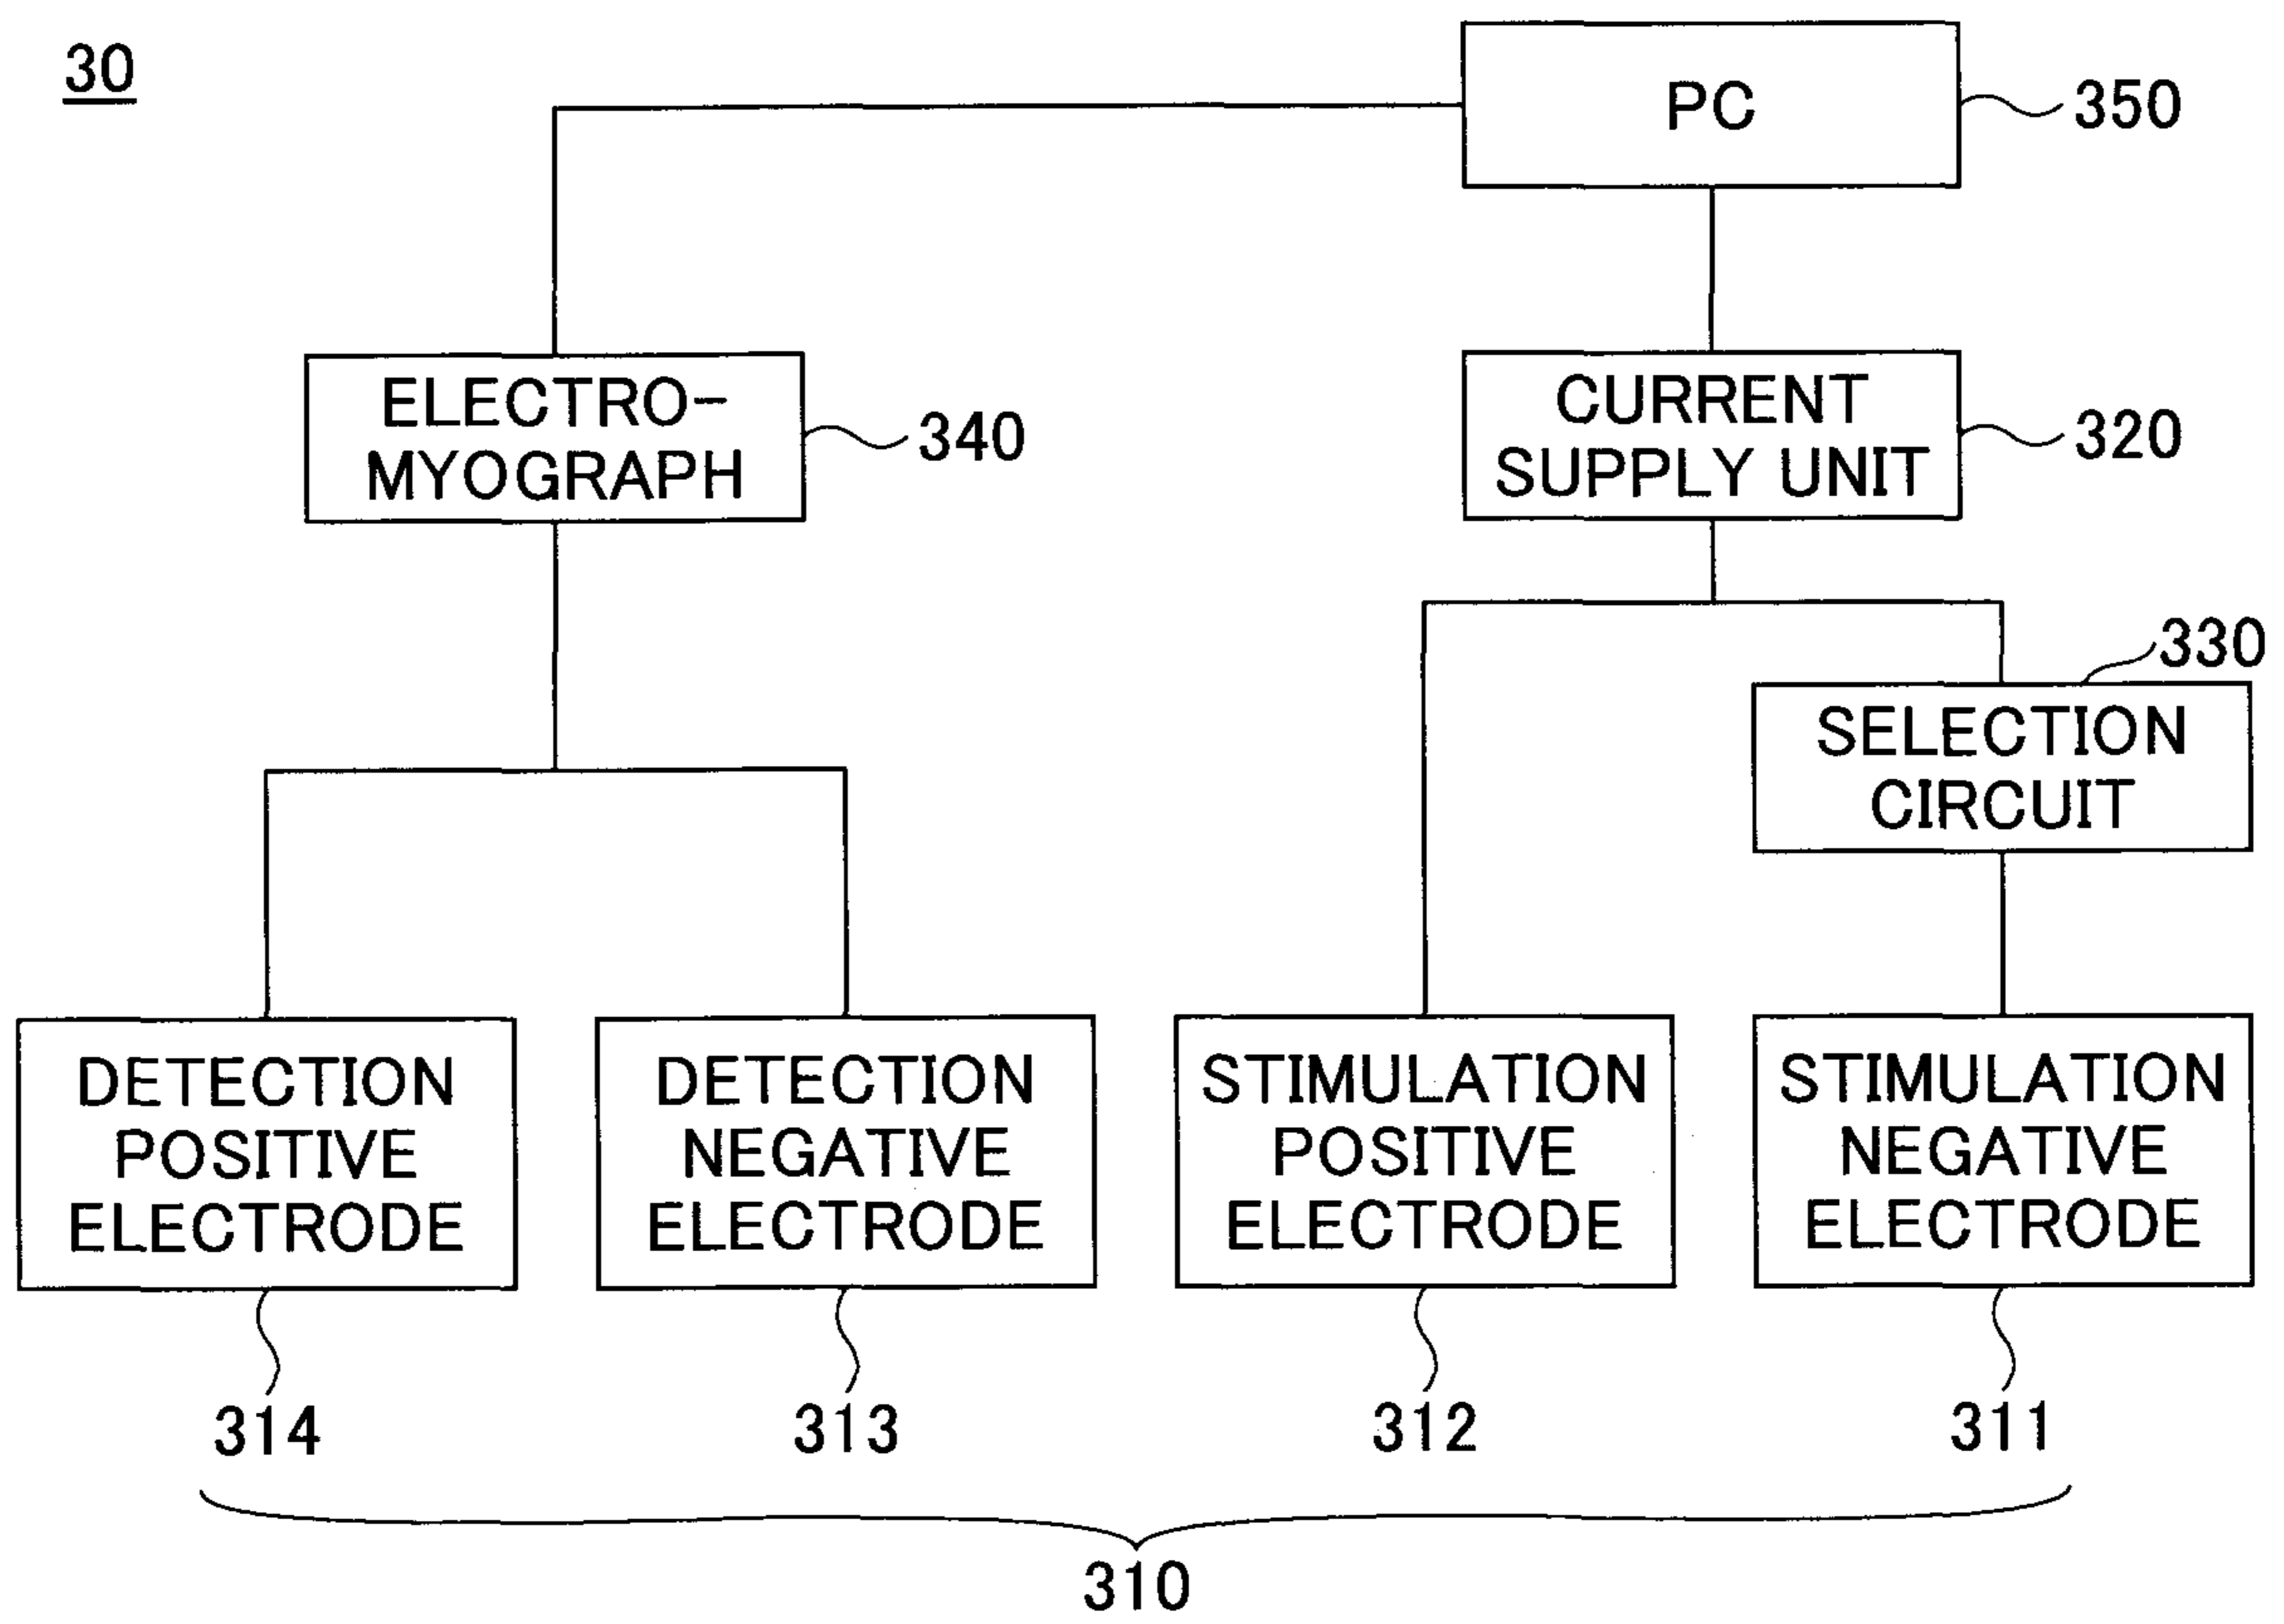 30
PC
350
ELECTRO-
MYOGRAPH
340
CURRENT
SUPPLY UNIT
320
330
SELECTION
CIRCUIT
DETECTION
POSITIVE
ELECTRODE
DETECTION
NEGATIVE
ELECTRODE
STIMULATION
POSITIVE
ELECTRODE
STIMULATION
NEGATIVE
ELECTRODE
314
313
312
311
310